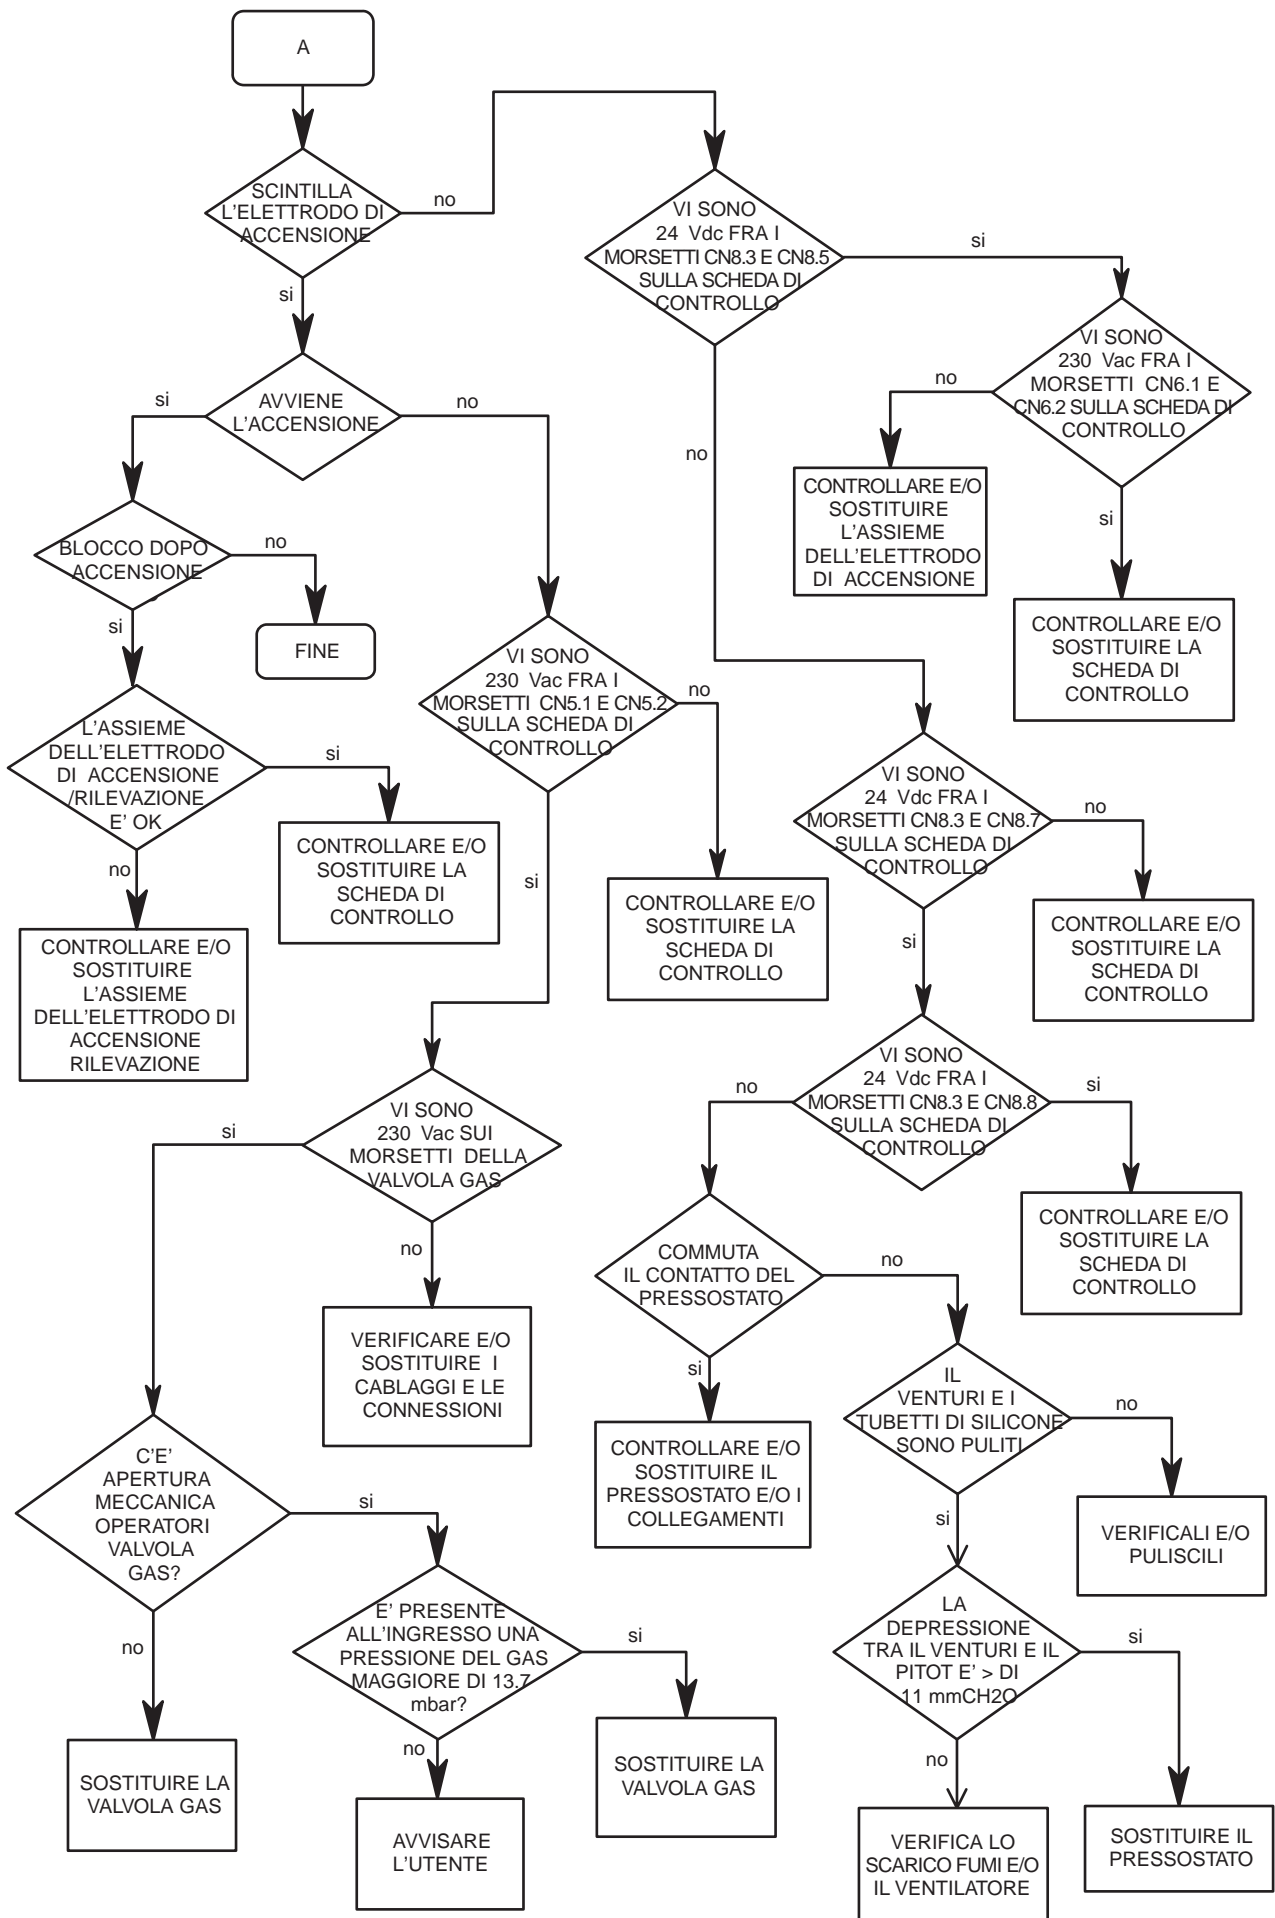 A
SCINTILLA
L'ELETTRODO DI
ACCENSIONE
no
si
VI SONO
24 Vdc FRA I
MORSETTI CN8.3 E CN8.5
SULLA SCHEDA DI
CONTROLLO
si
no
VI SONO
230 Vac FRA I
MORSETTI CN6.1 E
CN6.2 SULLA SCHEDA DI
CONTROLLO
no
si
CONTROLLARE E/O
SOSTITUIRE
L'ASSIEME
DELL'ELETTRODO
DI ACCENSIONE
CONTROLLARE E/O
SOSTITUIRE LA
SCHEDA DI
CONTROLLO
AVVIENE
L'ACCENSIONE
si
no
BLOCCO DOPO
ACCENSIONE
no
si
FINE
L'ASSIEME
DELL'ELETTRODO
DI ACCENSIONE
/RILEVAZIONE
E' OK
si
no
CONTROLLARE E/O
SOSTITUIRE LA
SCHEDA DI
CONTROLLO
CONTROLLARE E/O
SOSTITUIRE
L'ASSIEME
DELL'ELETTRODO DI
ACCENSIONE
RILEVAZIONE
VI SONO
230 Vac FRA I
MORSETTI CN5.1 E CN5.2
SULLA SCHEDA DI
CONTROLLO
no
si
CONTROLLARE E/O
SOSTITUIRE LA
SCHEDA DI
CONTROLLO
VI SONO
24 Vdc FRA I
MORSETTI CN8.3 E CN8.7
SULLA SCHEDA DI
CONTROLLO
no
si
CONTROLLARE E/O
SOSTITUIRE LA
SCHEDA DI
CONTROLLO
VI SONO
24 Vdc FRA I
MORSETTI CN8.3 E CN8.8
SULLA SCHEDA DI
CONTROLLO
no
si
CONTROLLARE E/O
SOSTITUIRE LA
SCHEDA DI
CONTROLLO
VI SONO
230 Vac SUI
MORSETTI DELLA
VALVOLA GAS
si
no
VERIFICARE E/O
SOSTITUIRE I
CABLAGGI E LE
CONNESSIONI
COMMUTA
IL CONTATTO DEL
PRESSOSTATO
no
si
CONTROLLARE E/O
SOSTITUIRE IL
PRESSOSTATO E/O I
COLLEGAMENTI
IL
VENTURI E I
TUBETTI DI SILICONE
SONO PULITI
no
si
VERIFICALI E/O
PULISCILI
C'E'
APERTURA
MECCANICA
OPERATORI
VALVOLA
GAS?
si
no
SOSTITUIRE LA
VALVOLA GAS
E' PRESENTE
ALL'INGRESSO UNA
PRESSIONE DEL GAS
MAGGIORE DI 13.7
mbar?
si
no
AVVISARE
L'UTENTE
SOSTITUIRE LA
VALVOLA GAS
LA
DEPRESSIONE
TRA IL VENTURI E IL
PITOT E' > DI
11 mmCH2O
si
no
VERIFICA LO
SCARICO FUMI E/O
IL VENTILATORE
SOSTITUIRE IL
PRESSOSTATO